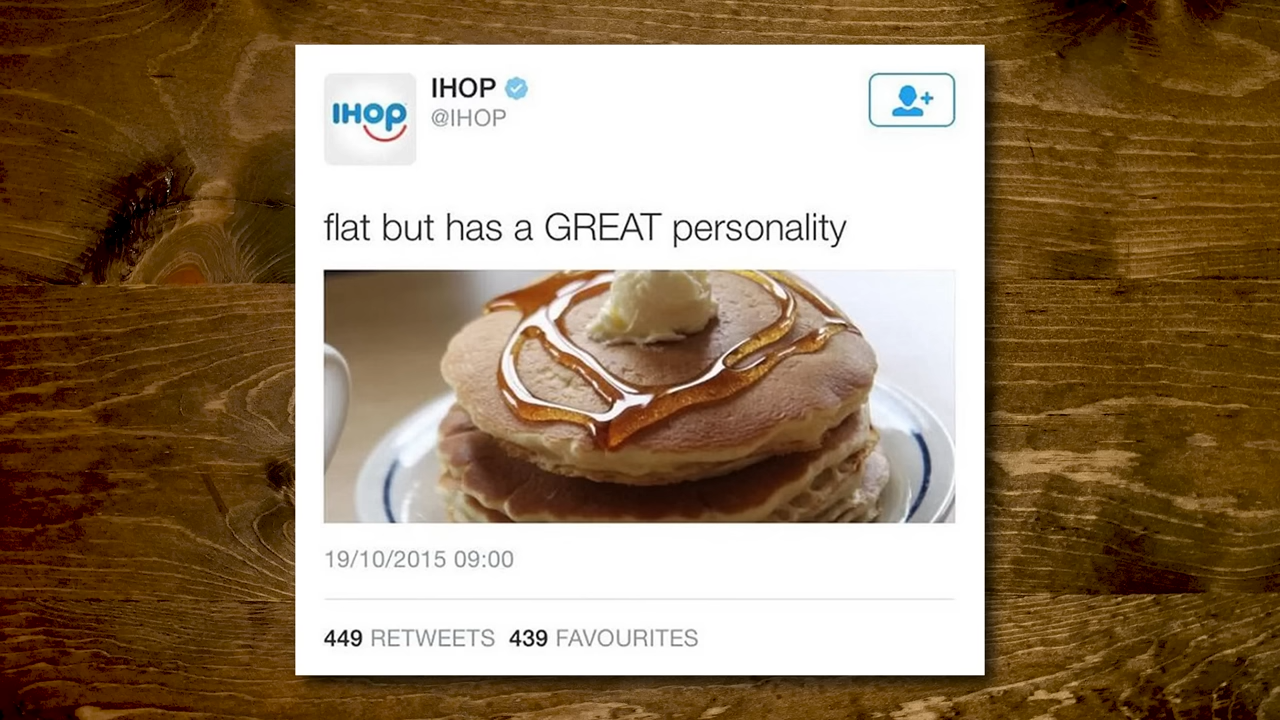 IHOP
IHOP
@IHOP
flat but has a GREAT personality
19/10/2015 09:00
449 RETWEETS 439 FAVOURITES